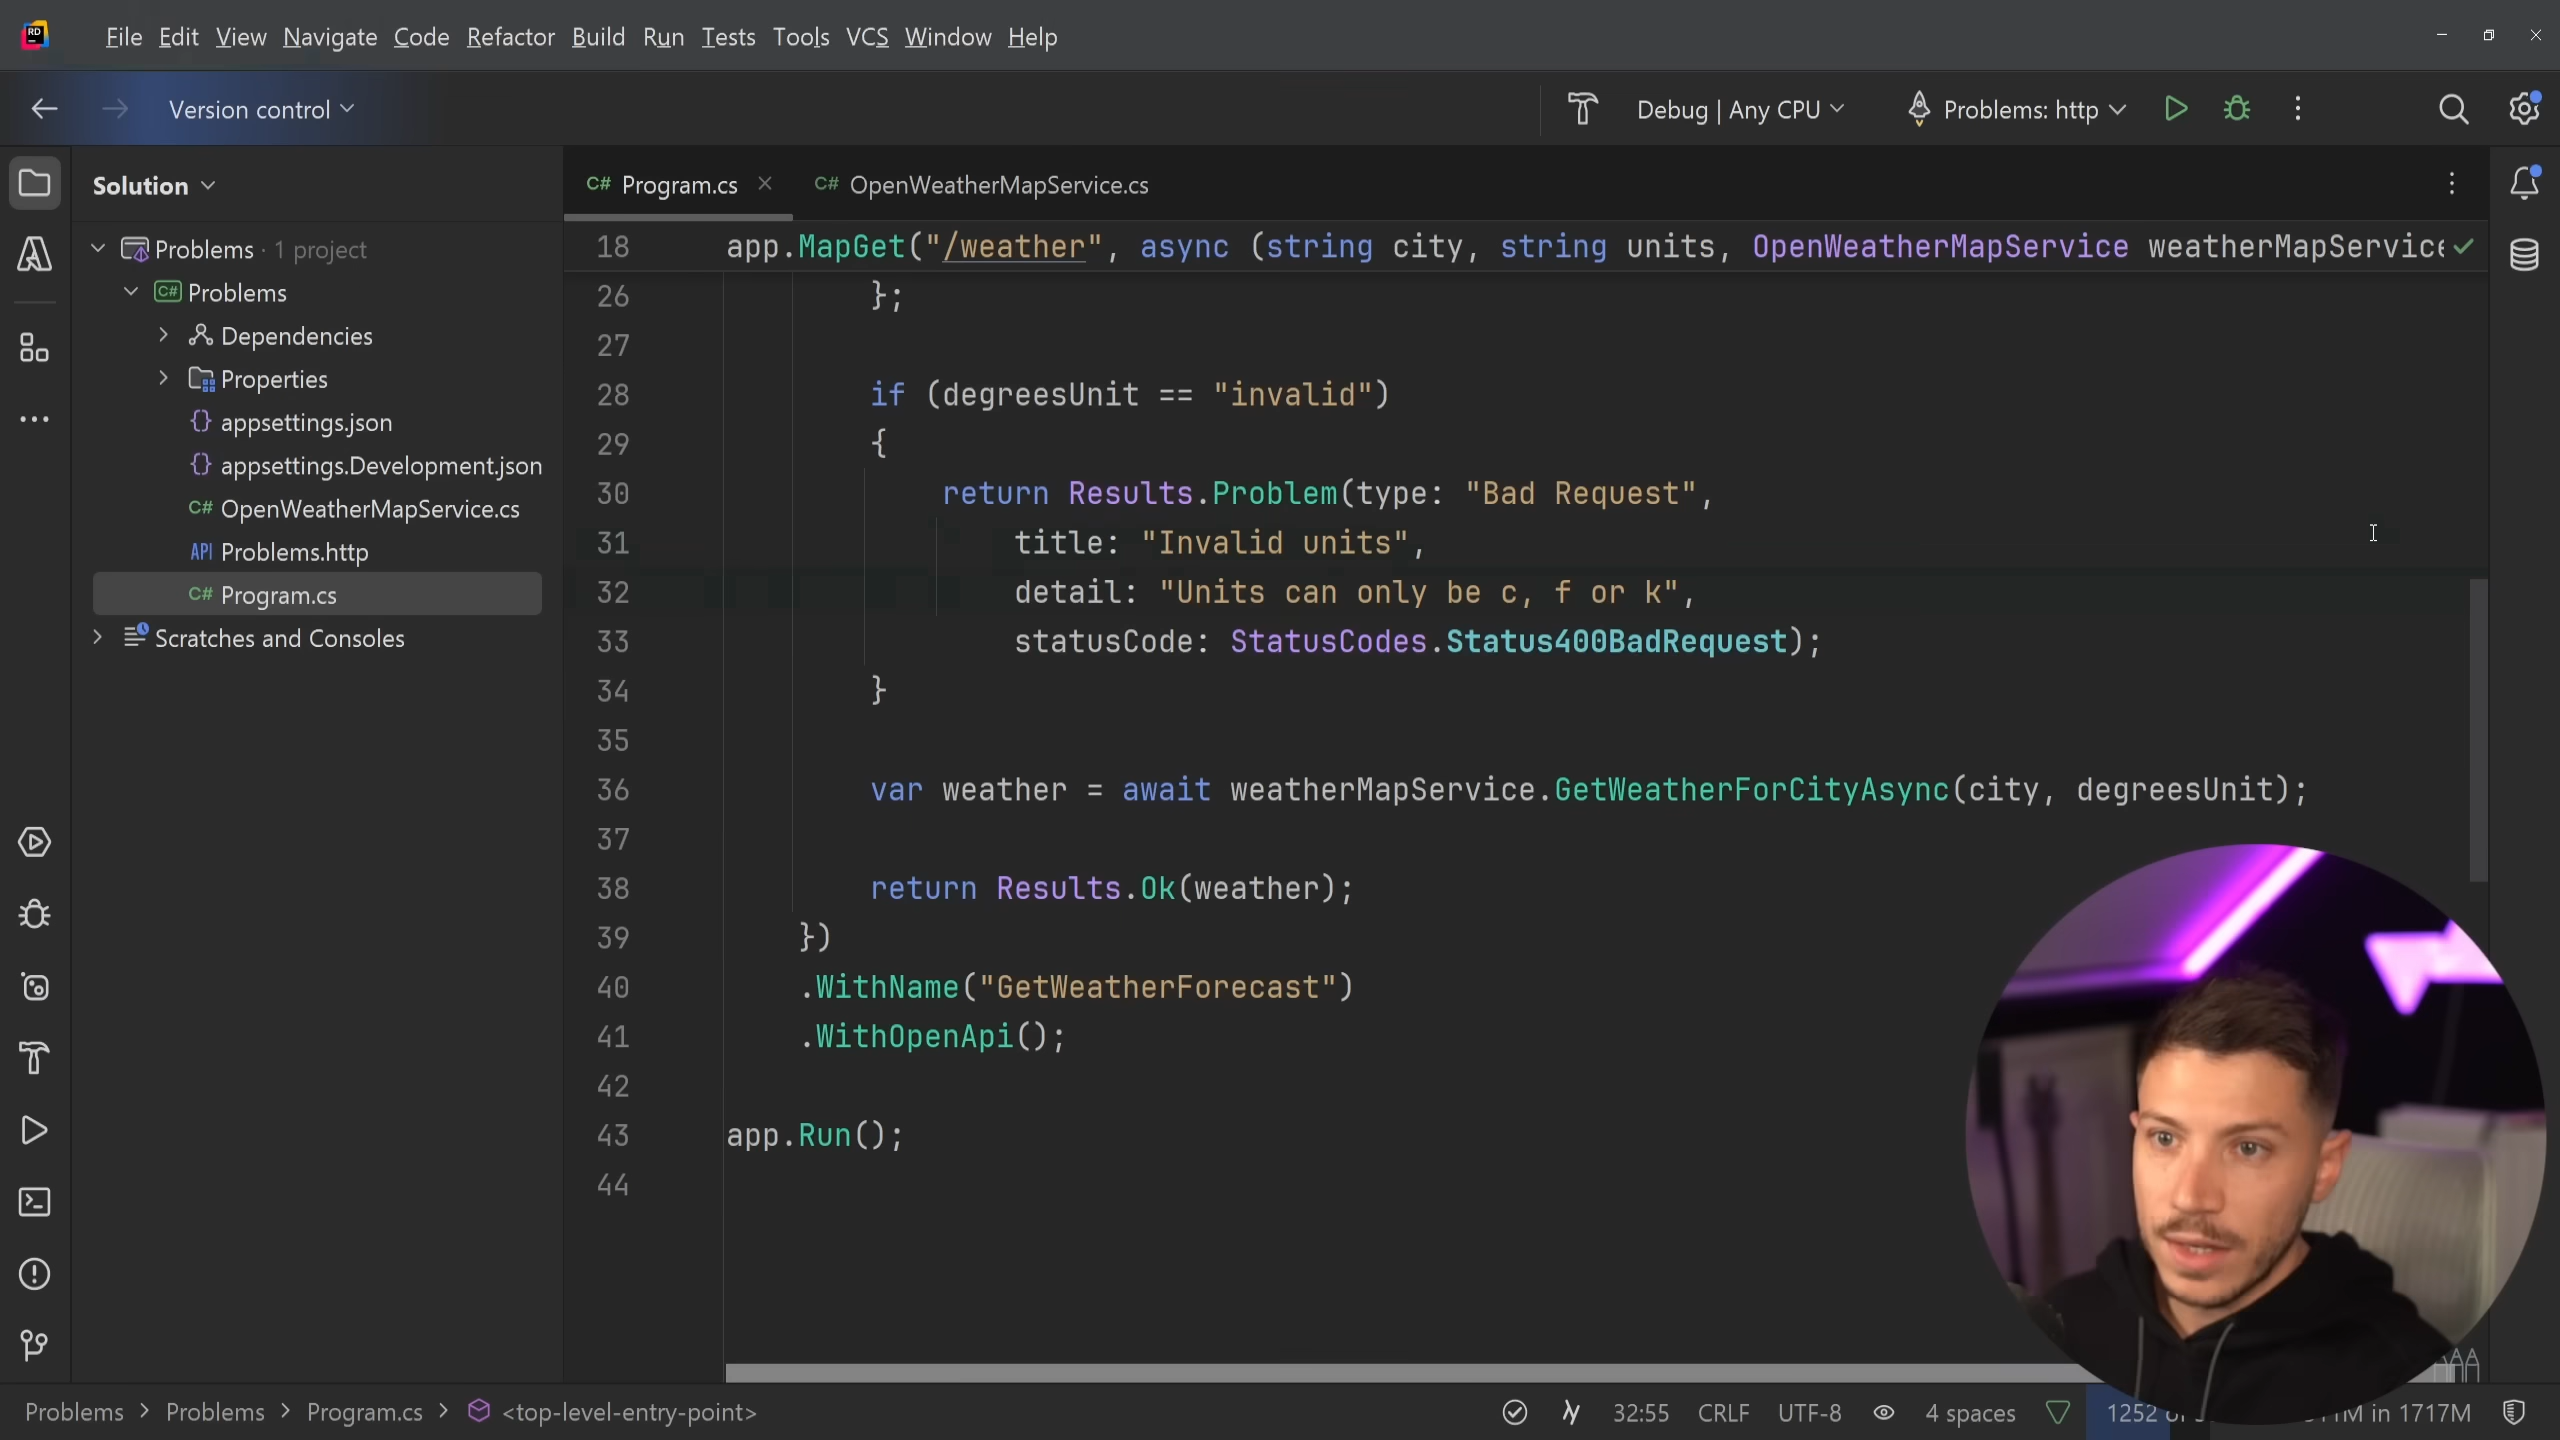 RD
File Edit View Navigate Code Refactor Build Run Tests Tools VCS Window Help
Version control
Debug | Any CPU
Problems: http
Solution
Problems · 1 project
C# Problems
Dependencies
Properties
{} appsettings.json
{} appsettings.Development.json
C# OpenWeatherMapService.cs
API Problems.http
C# Program.cs
Scratches and Consoles
C# Program.cs
C# OpenWeatherMapService.cs
18 app.MapGet("/weather", async (string city, string units, OpenWeatherMapService weatherMapService
26 };
27
28 if (degreesUnit == "invalid")
29 {
30 return Results.Problem(type: "Bad Request",
31 title: "Invalid units",
32 detail: "Units can only be c, f or k",
33 statusCode: StatusCodes.Status400BadRequest);
34 }
35
36 var weather = await weatherMapService.GetWeatherForCityAsync(city, degreesUnit);
37
38 return Results.Ok(weather);
39 })
40 .WithName("GetWeatherForecast")
41 .WithOpenApi();
42
43 app.Run();
44
Problems > Problems > Program.cs > <top-level-entry-point>
32:55 CRLF UTF-8 4 spaces 1252 in 1717M